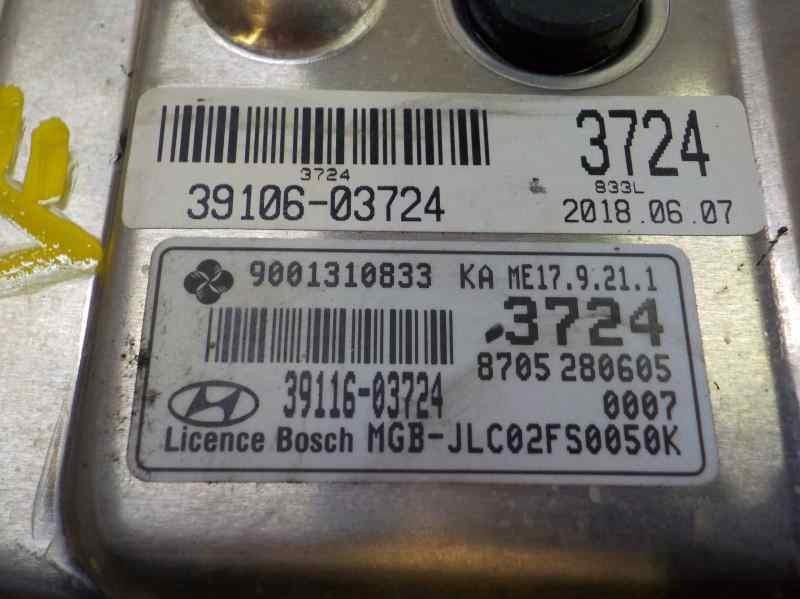 3724
3724
833L
39106-03724
2018.06.07
9001310833 KA ME17.9.21.1
3724
8705 280605
39116-03724
0007
Licence Bosch MGB-JLC02FS0050K